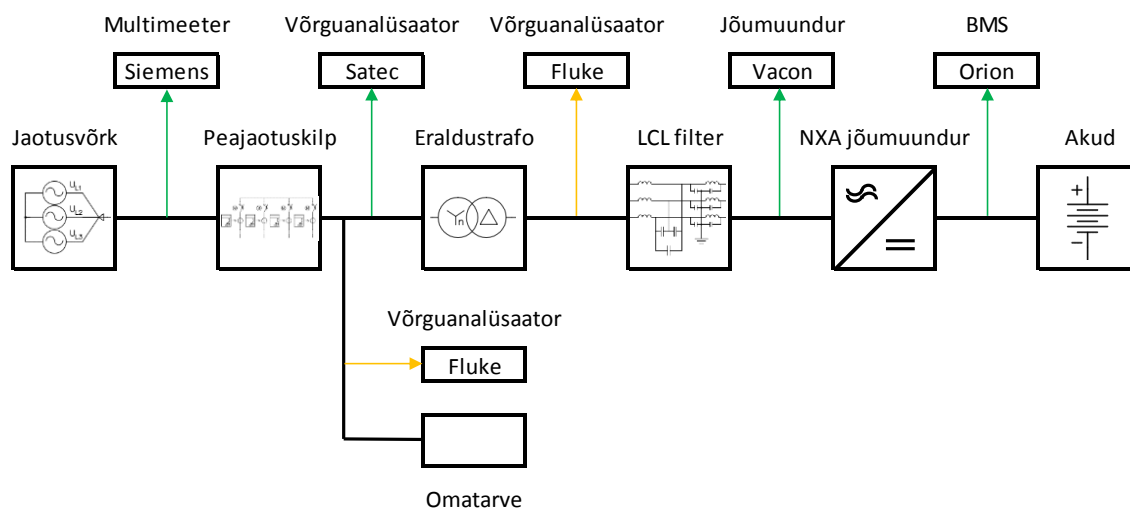 Multimeeter
Võrguanalüsaator
Võrguanalüsaator
Jõumuundur
BMS
Siemens
Satec
Fluke
Vacon
Orion
Jaotusvõrk
Peajaotuskilp
Eraldustrafo
LCL filter
NXA jõumuundur
Akud
UL1
UL2
UL3
Yn
+
−
Võrguanalüsaator
Fluke
Omatarve